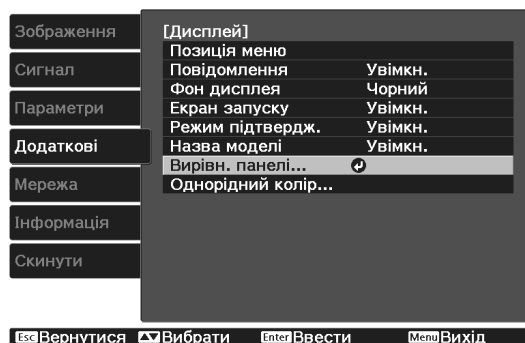 Зображення
Сигнал
Параметри
Додаткові
Мережа
Інформація
Скинути
[Дисплей]
Позиція меню
Повідомлення Увімкн.
Фон дисплея Чорний
Екран запуску Увімкн.
Режим підтвердж. Увімкн.
Назва моделі Увімкн.
Вирівн. панелі...
Однорідний колір...
Esc Вернутися Вибрати Enter Ввести Menu Вихід